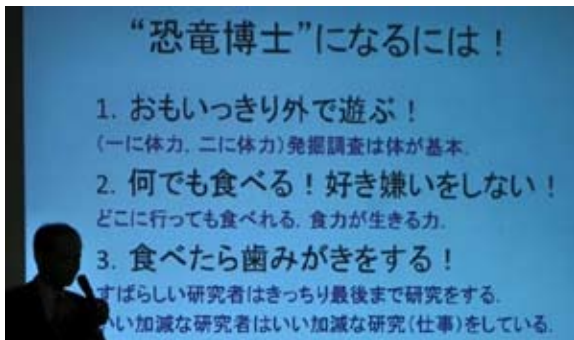 “恐竜博士”になるには！
1. おもいっきり外で遊ぶ！
(一に体力, 二に体力)発掘調査は体が基本.
2. 何でも食べる！好き嫌いをしない！
どこに行っても食べれる. 食力が生きる力.
3. 食べたら歯みがきをする！
すばらしい研究者はきっちり最後まで研究をする.
いい加減な研究者はいい加減な研究(仕事)をしている.